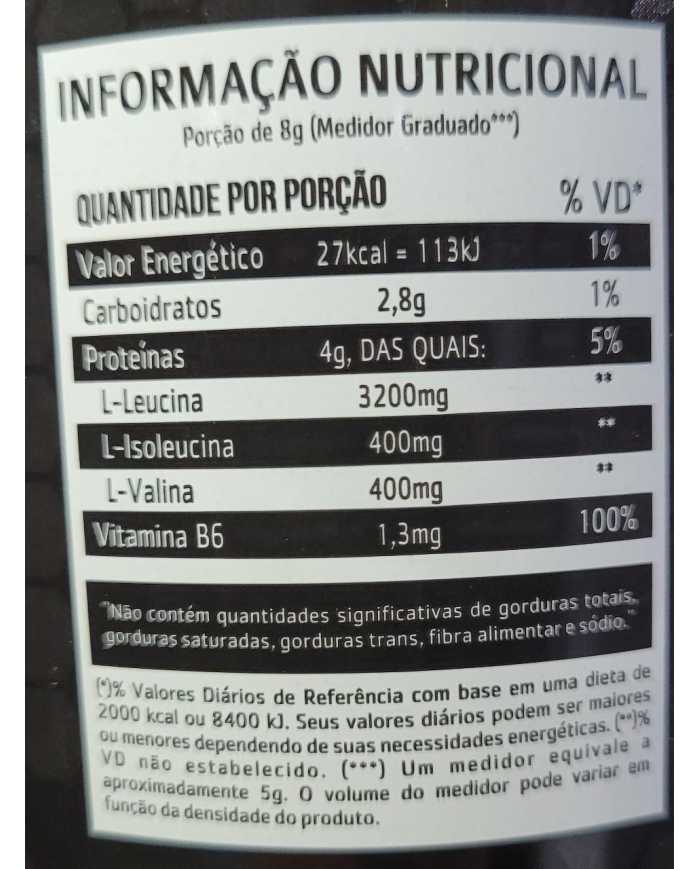 INFORMAÇÃO NUTRICIONAL
Porção de 8g (Medidor Graduado***)
QUANTIDADE POR PORÇÃO % VD*
Valor Energético 27kcal = 113kJ 1%
Carboidratos 2,8g 1%
Proteínas 4g, DAS QUAIS: 5%
L-Leucina 3200mg **
L-Isoleucina 400mg **
L-Valina 400mg **
Vitamina B6 1,3mg 100%
"Não contém quantidades significativas de gorduras totais,
gorduras saturadas, gorduras trans, fibra alimentar e sódio."
(*)% Valores Diários de Referência com base em uma dieta de
2000 kcal ou 8400 kJ. Seus valores diários podem ser maiores
ou menores dependendo de suas necessidades energéticas. (**)%
VD não estabelecido. (***) Um medidor equivale a
aproximadamente 5g. O volume do medidor pode variar em
função da densidade do produto.